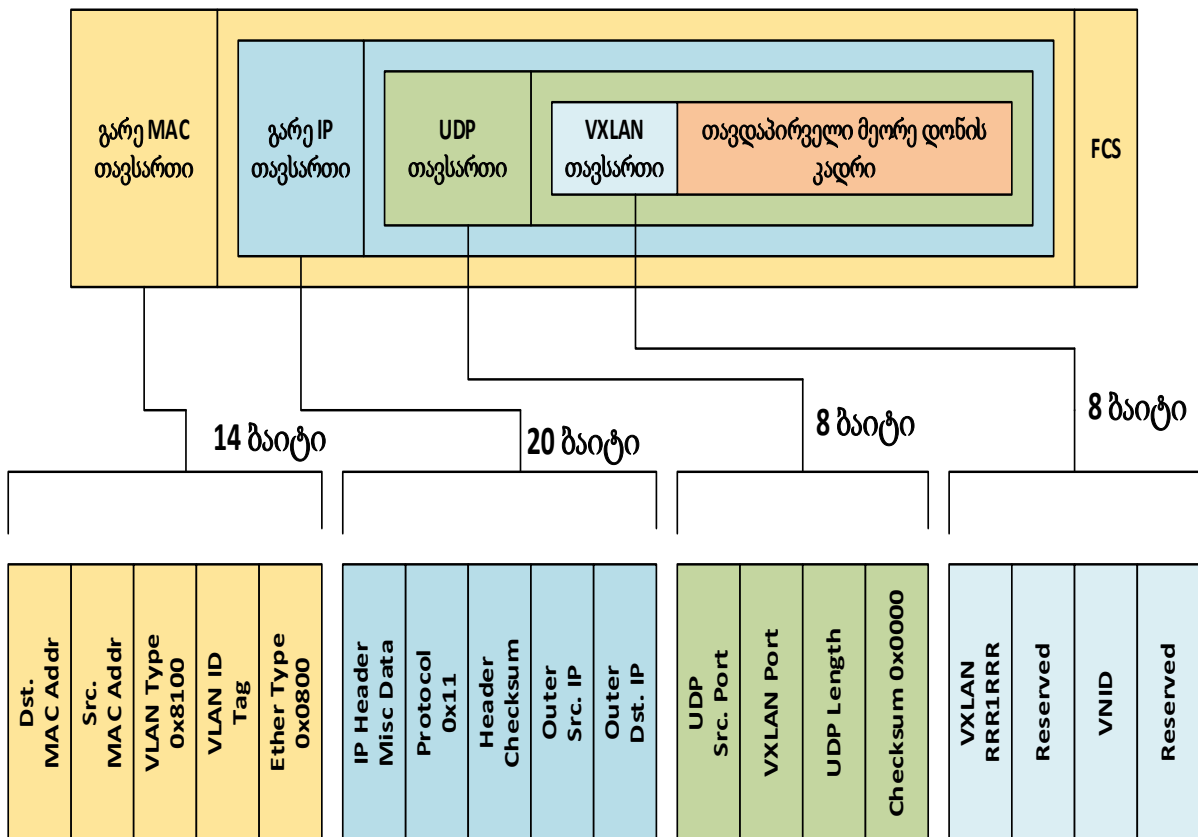 გარე MAC
თავსართი
გარე IP
თავსართი
UDP
თავსართი
VXLAN
თავსართი
თავდაპირველი მეორე დონის
კადრი
FCS
14 ბაიტი
20 ბაიტი
8 ბაიტი
8 ბაიტი
Dst.
MAC Addr
Src.
MAC Addr
VLAN Type
0x8100
VLAN ID
Tag
Ether Type
0x0800
IP Header
Misc Data
Protocol
0x11
Header
Checksum
Outer
Src. IP
Outer
Dst. IP
UDP
Src. Port
VXLAN Port
UDP Length
Checksum 0x0000
VXLAN
RRR1RRR
Reserved
VNID
Reserved